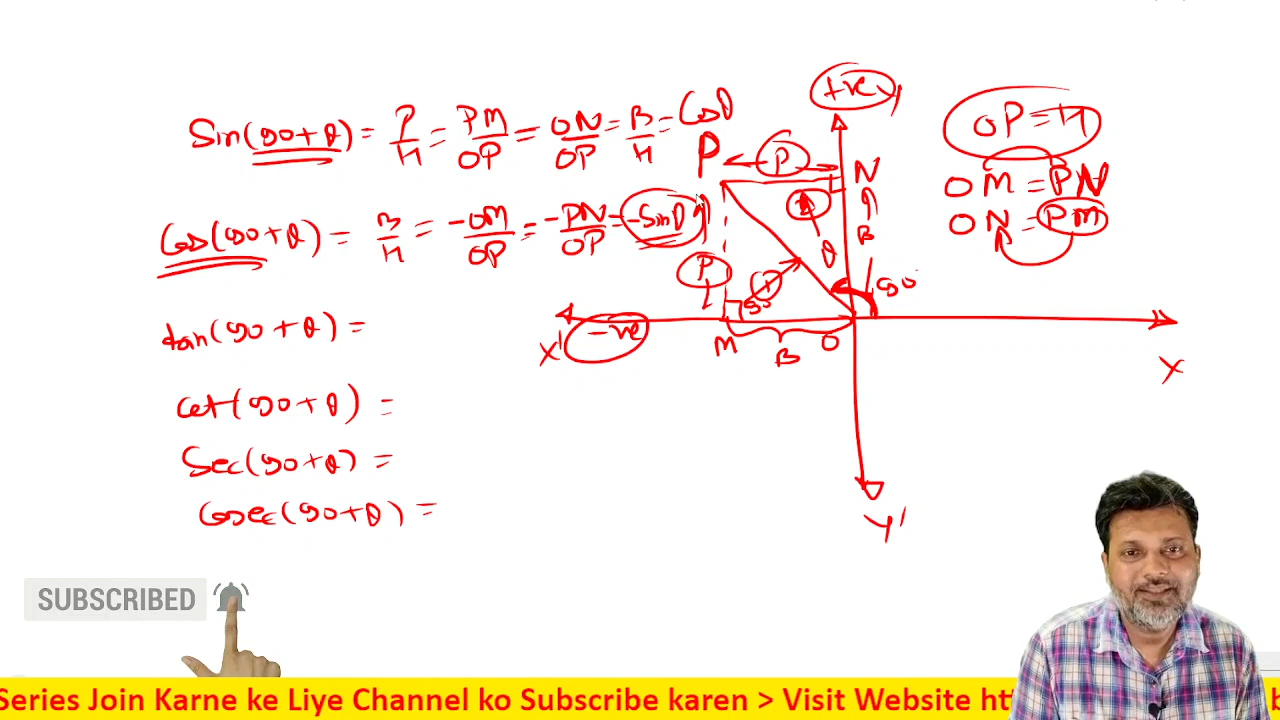 Sin(90+θ) = P/H = PM/OP = ON/OP = B/H = Cosθ
Cos(90+θ) = B/H = -OM/OP = -PN/OP = -Sinθ
tan(90+θ) =
Cot(90+θ) =
Sec(90+θ) =
Cosec(90+θ) =
+ve y
P
P
N
θ
B
P
H
90°
90°
X'
-ve
M
B
O
X
y'
OP = H
OM = PN
ON = PM
SUBSCRIBED
Series Join Karne ke Liye Channel ko Subscribe karen > Visit Website